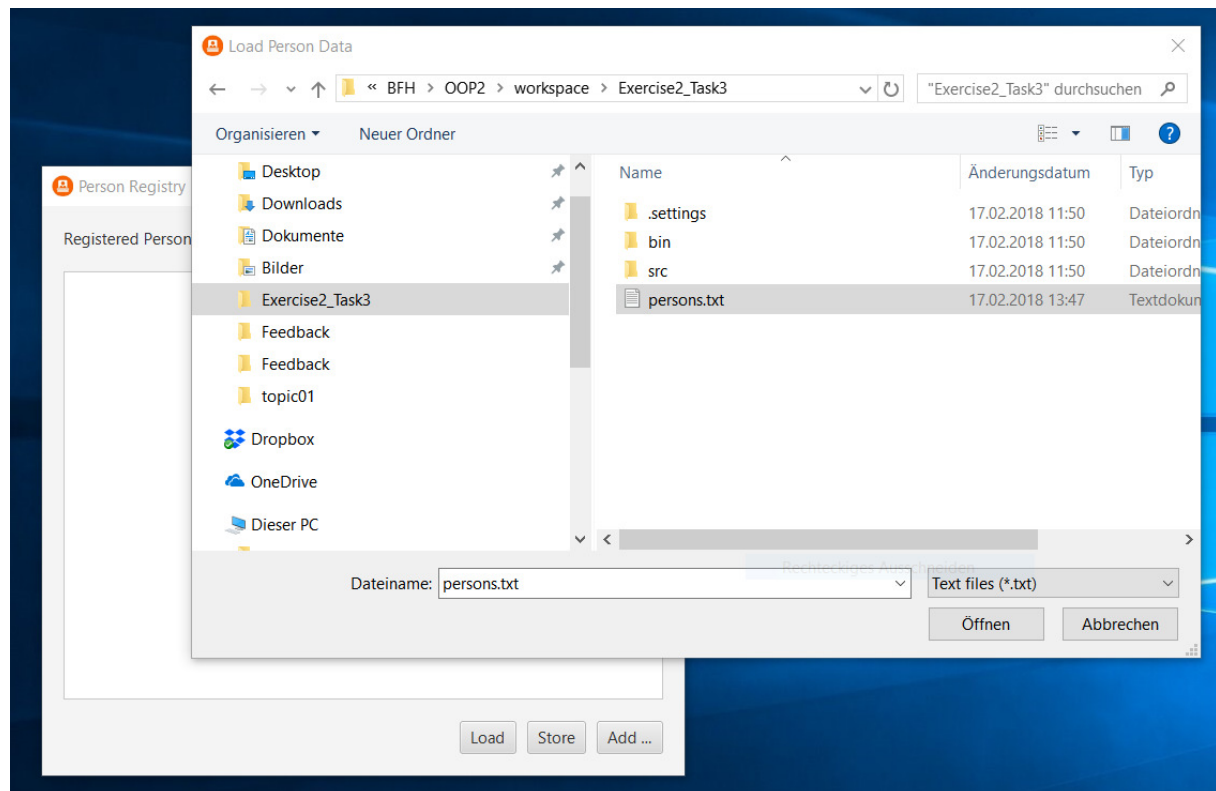 Load Person Data
« BFH > OOP2 > workspace > Exercise2_Task3
"Exercise2_Task3" durchsuchen
Organisieren
Neuer Ordner
?
Person Registry
Registered Person
Desktop
Downloads
Dokumente
Bilder
Exercise2_Task3
Feedback
Feedback
topic01
Dropbox
OneDrive
Dieser PC
Name Änderungsdatum Typ
.settings 17.02.2018 11:50 Dateiordn
bin 17.02.2018 11:50 Dateiordn
src 17.02.2018 11:50 Dateiordn
persons.txt 17.02.2018 13:47 Textdokun
Rechteckiges Ausschneiden
Dateiname: persons.txt
Text files (*.txt)
Öffnen Abbrechen
Load Store Add ...